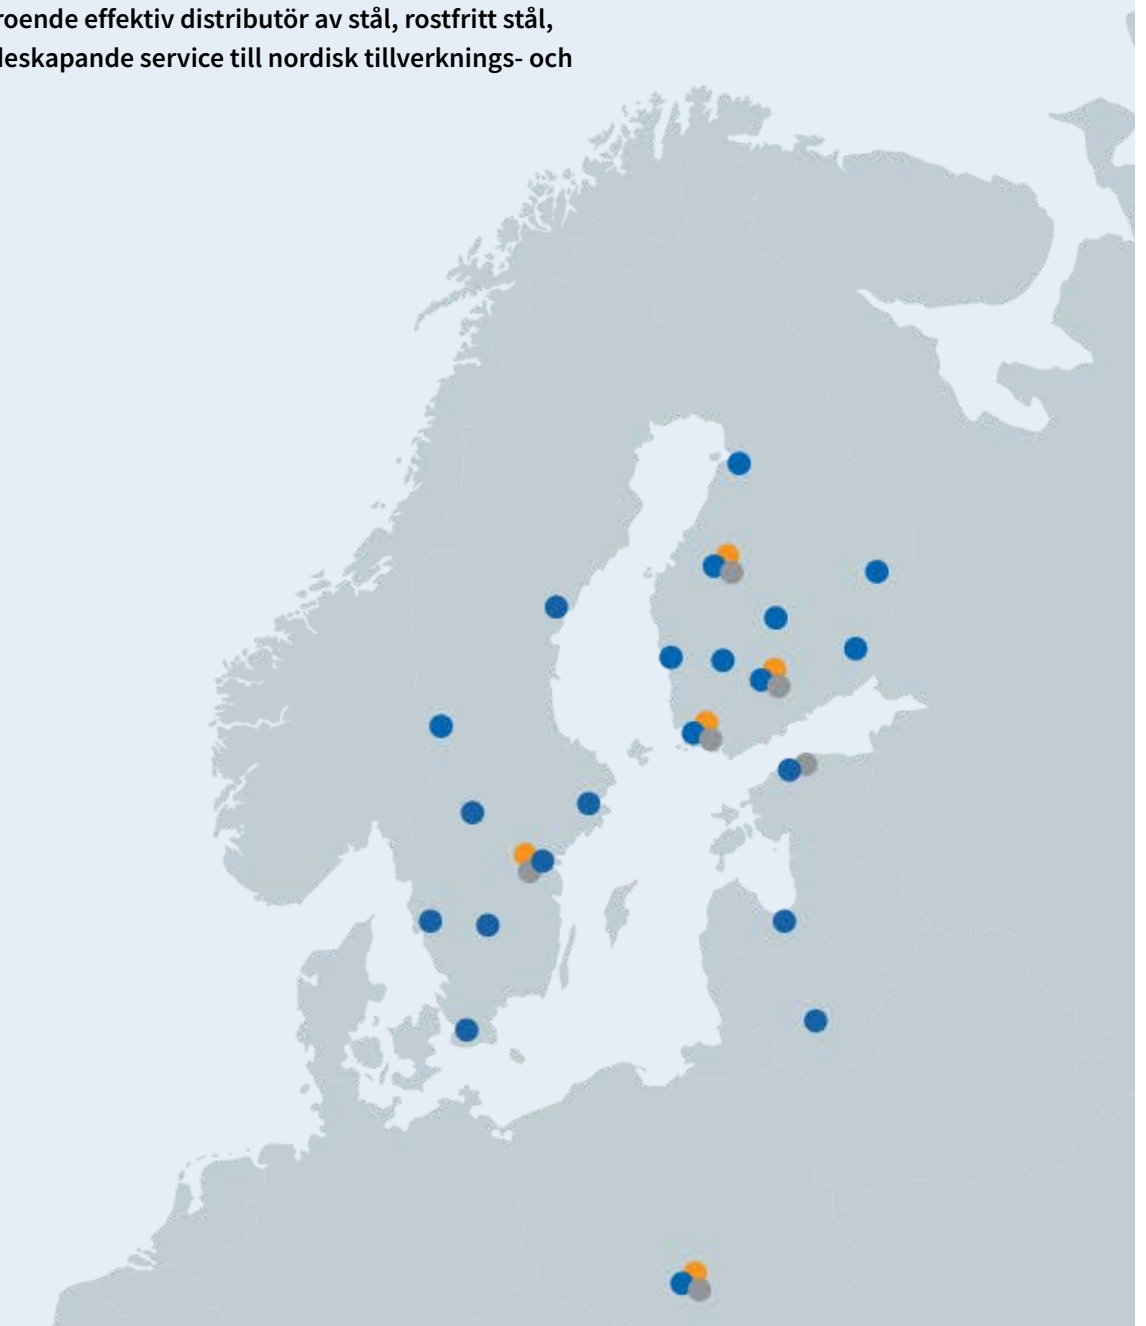 roende effektiv distributör av stål, rostfritt stål,
deskapande service till nordisk tillverknings- och